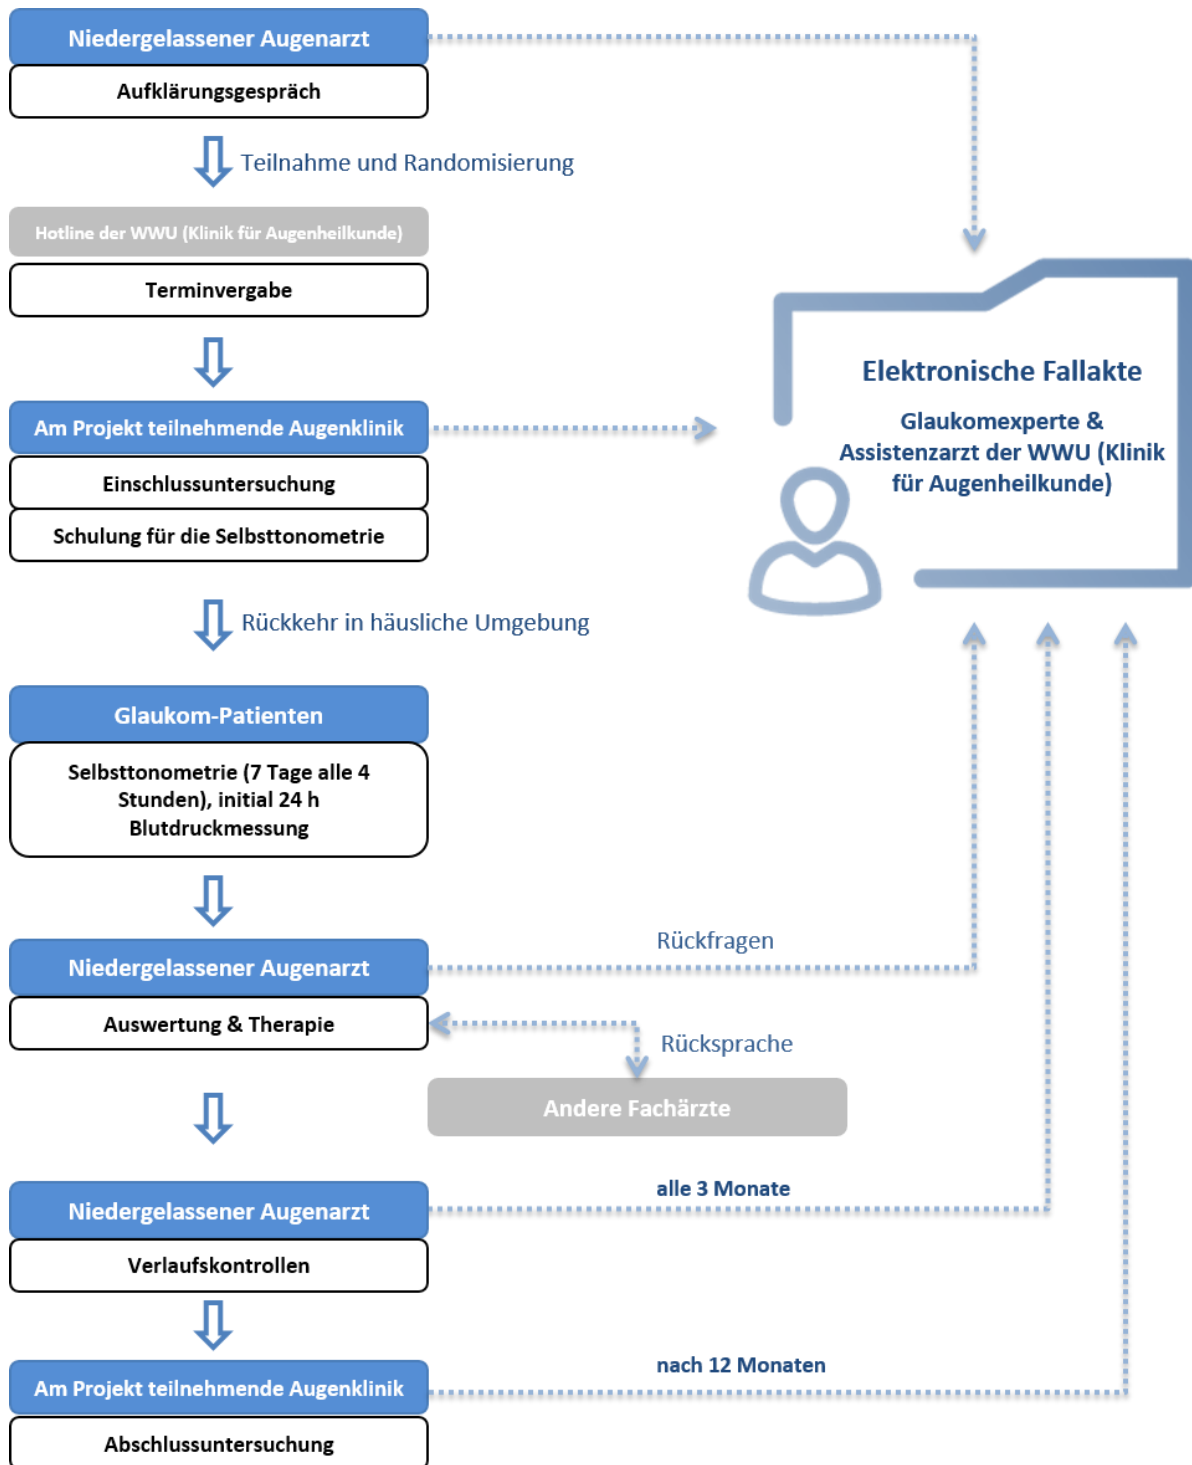 Niedergelassener Augenarzt
Aufklärungsgespräch
Teilnahme und Randomisierung
Hotline der WWU (Klinik für Augenheilkunde)
Terminvergabe
Elektronische Fallakte
Glaukomexperte &
Assistenzarzt der WWU (Klinik
für Augenheilkunde)
Am Projekt teilnehmende Augenklinik
Einschlussuntersuchung
Schulung für die Selbsttonometrie
Rückkehr in häusliche Umgebung
Glaukom-Patienten
Selbsttonometrie (7 Tage alle 4
Stunden), initial 24 h
Blutdruckmessung
Rückfragen
Niedergelassener Augenarzt
Auswertung & Therapie
Rücksprache
Andere Fachärzte
alle 3 Monate
Niedergelassener Augenarzt
Verlaufskontrollen
nach 12 Monaten
Am Projekt teilnehmende Augenklinik
Abschlussuntersuchung